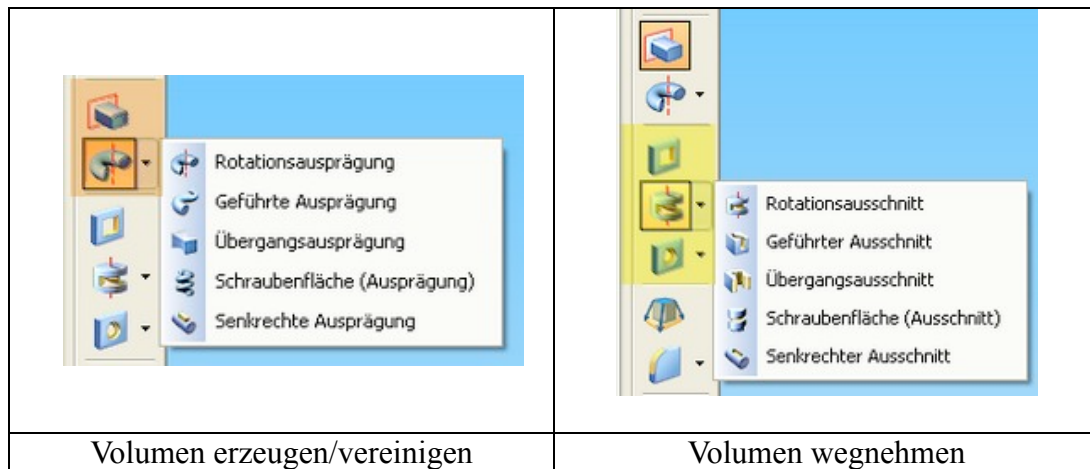 Rotationsausprägung
Geführte Ausprägung
Übergangsausprägung
Schraubenfläche (Ausprägung)
Senkrechte Ausprägung
Rotationsausschnitt
Geführter Ausschnitt
Übergangsausschnitt
Schraubenfläche (Ausschnitt)
Senkrechter Ausschnitt
Volumen erzeugen/vereinigen
Volumen wegnehmen